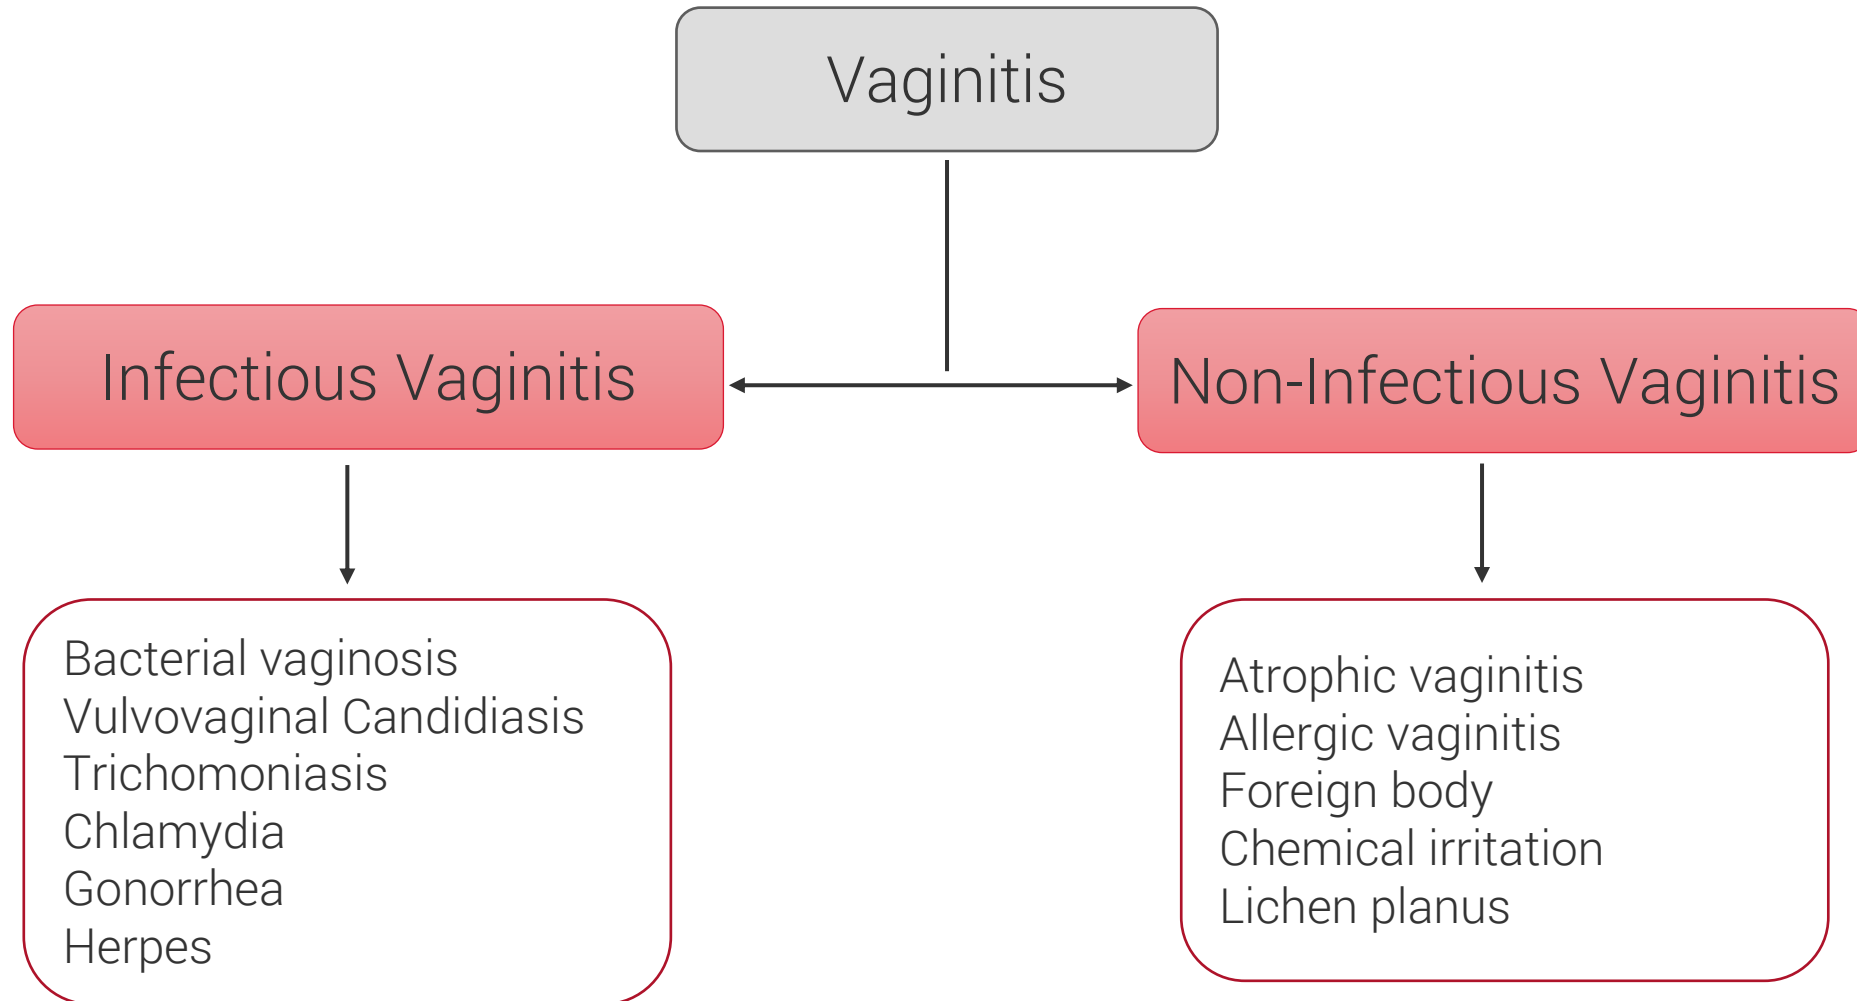 Vaginitis
Infectious Vaginitis
Non-Infectious Vaginitis
Bacterial vaginosis
Vulvovaginal Candidiasis
Trichomoniasis
Chlamydia
Gonorrhea
Herpes
Atrophic vaginitis
Allergic vaginitis
Foreign body
Chemical irritation
Lichen planus